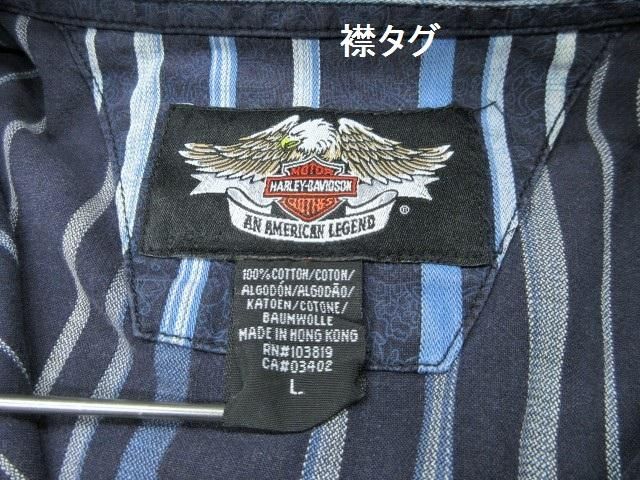 襟タグ
MOTOR
HARLEY-DAVIDSON
CLOTHES
AN AMERICAN LEGEND
®
100% COTTON/COTON/
ALGODÓN/ALGODÃO/
KATOEN/COTONE/
BAUMWOLLE
MADE IN HONG KONG
RN#103819
CA#03402
L